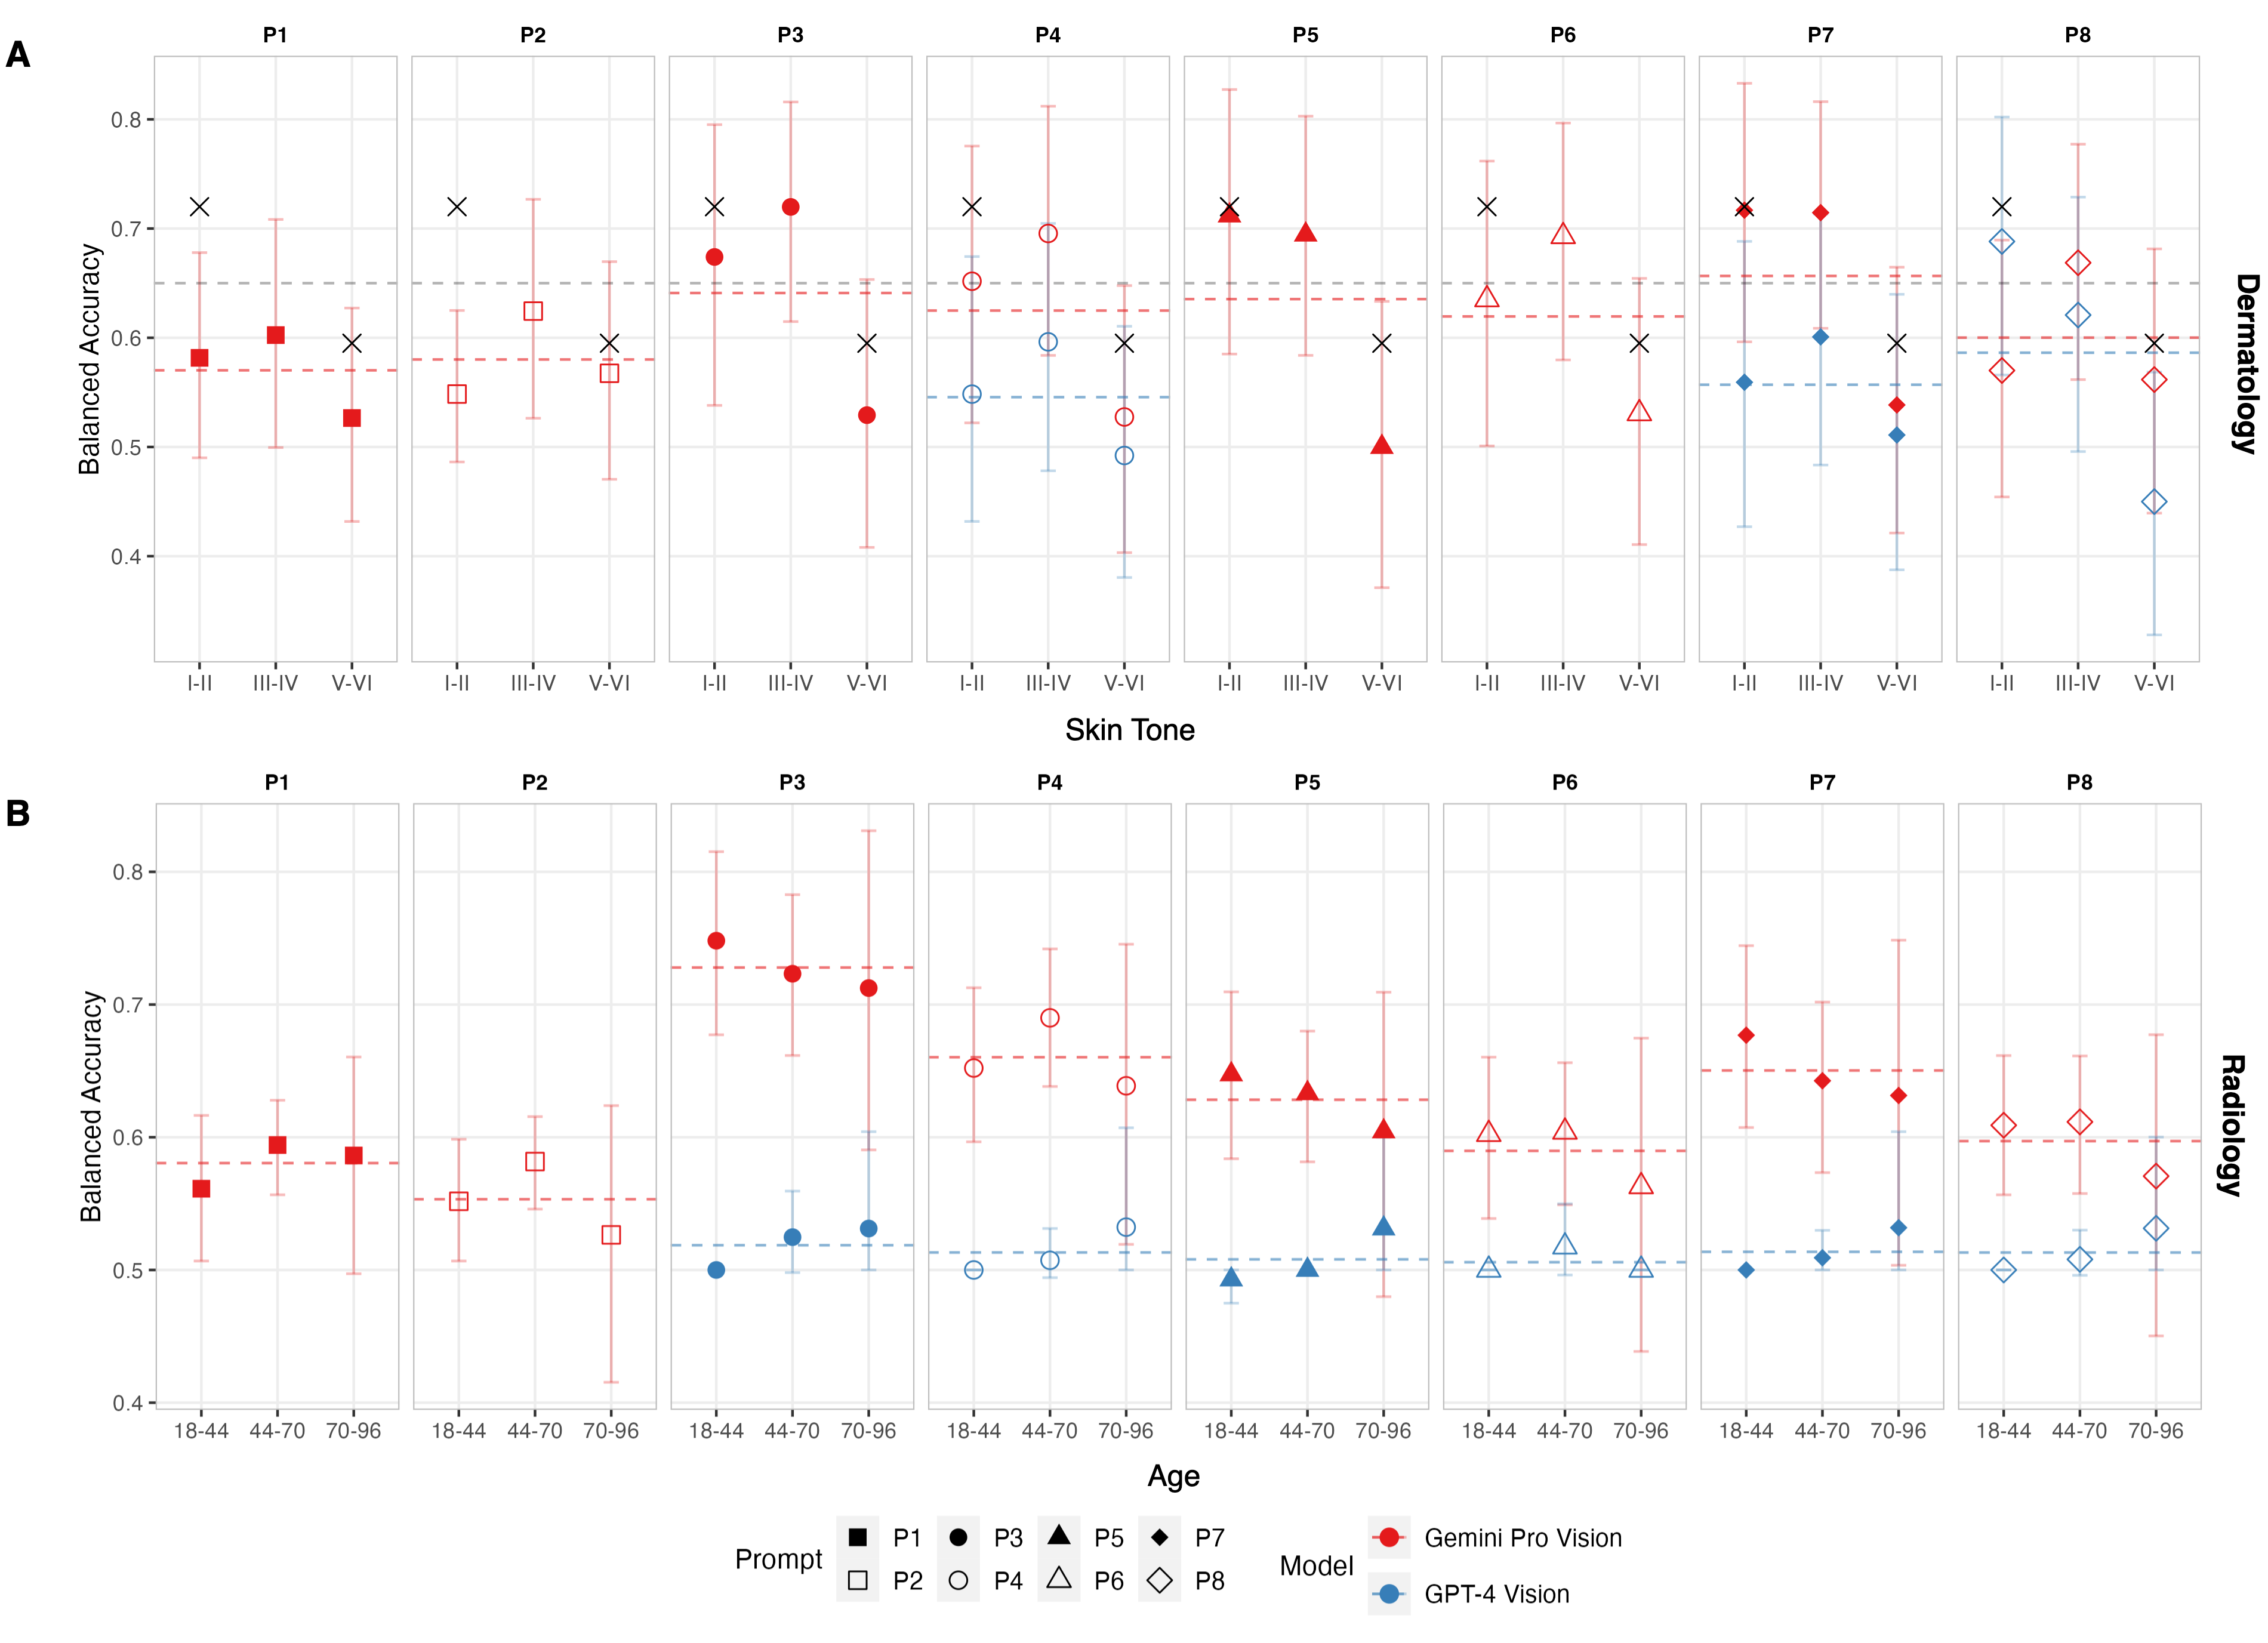 A
P1 P2 P3 P4 P5 P6 P7 P8
Balanced Accuracy
0.8
0.7
0.6
0.5
0.4
I-II III-IV V-VI I-II III-IV V-VI I-II III-IV V-VI I-II III-IV V-VI I-II III-IV V-VI I-II III-IV V-VI I-II III-IV V-VI I-II III-IV V-VI
Skin Tone
Dermatology
B
P1 P2 P3 P4 P5 P6 P7 P8
Balanced Accuracy
0.8
0.7
0.6
0.5
0.4
18-44 44-70 70-96 18-44 44-70 70-96 18-44 44-70 70-96 18-44 44-70 70-96 18-44 44-70 70-96 18-44 44-70 70-96 18-44 44-70 70-96 18-44 44-70 70-96
Age
Radiology
Prompt
P1 P3 P5 P7
P2 P4 P6 P8
Model
Gemini Pro Vision
GPT-4 Vision